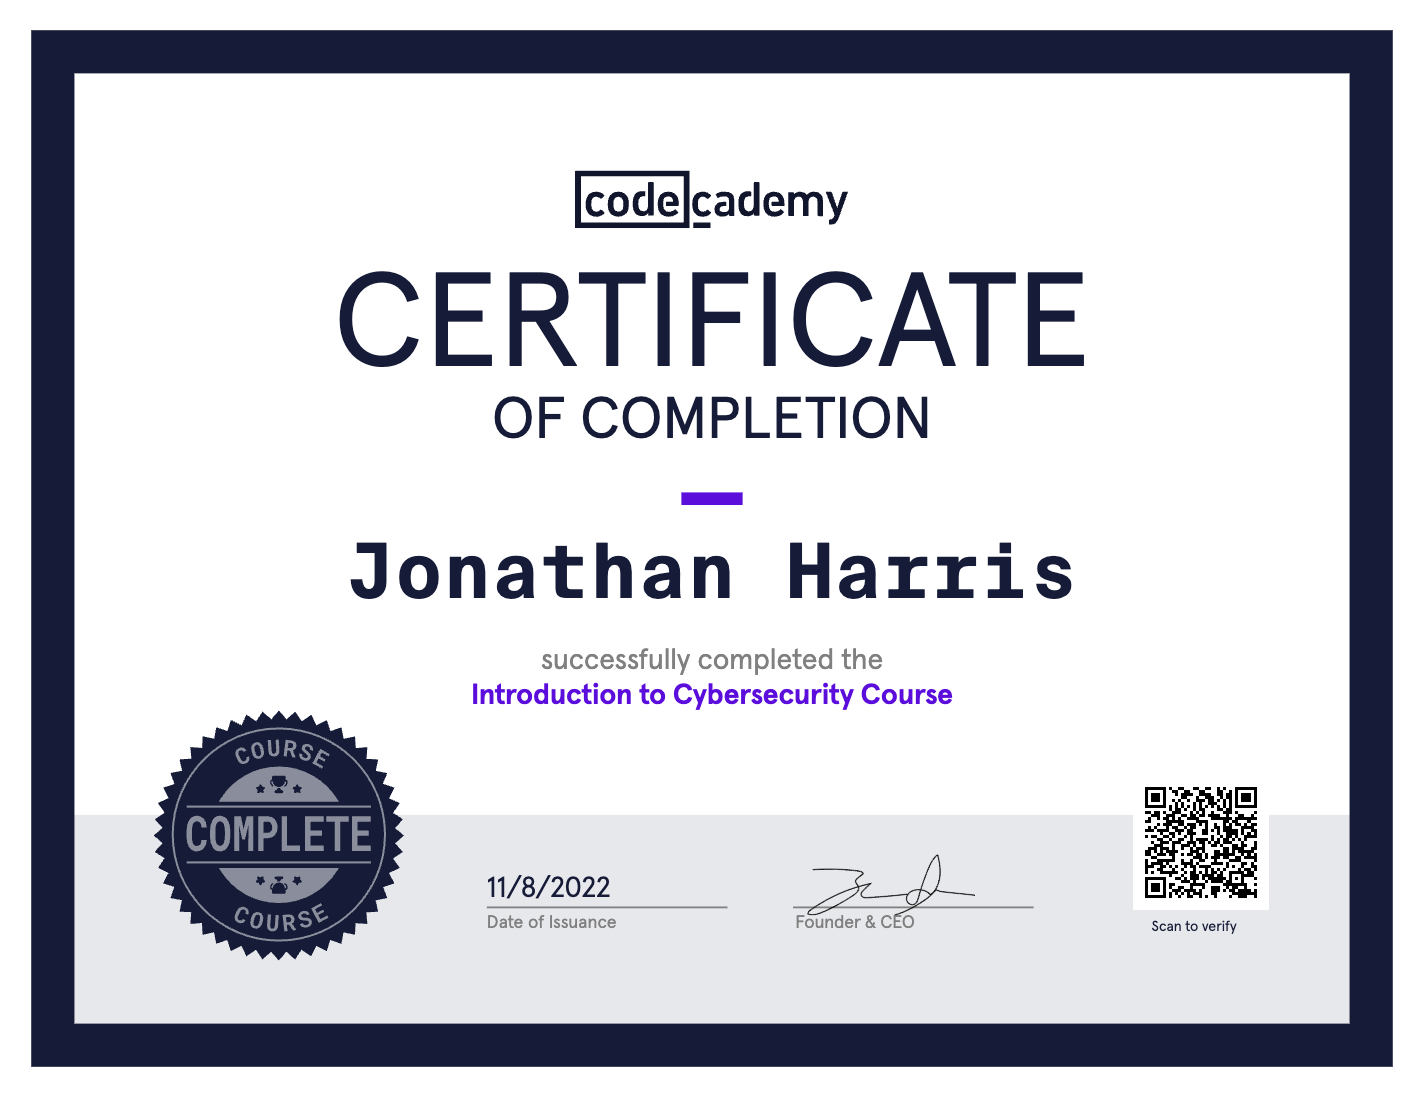 codecademy
CERTIFICATE
OF COMPLETION
Jonathan Harris
successfully completed the
Introduction to Cybersecurity Course
COURSE
COMPLETE
COURSE
11/8/2022
Date of Issuance
Founder & CEO
Scan to verify